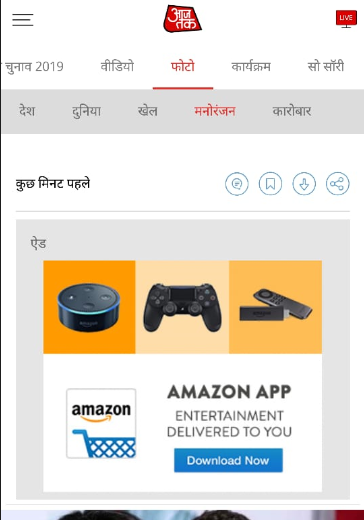 आज
तक
LIVE
चुनाव 2019 वीडियो फोटो कार्यक्रम सो सॉरी
देश दुनिया खेल मनोरंजन कारोबार
कुछ मिनट पहले
ऐड
amazon
AMAZON APP
ENTERTAINMENT
DELIVERED TO YOU
Download Now